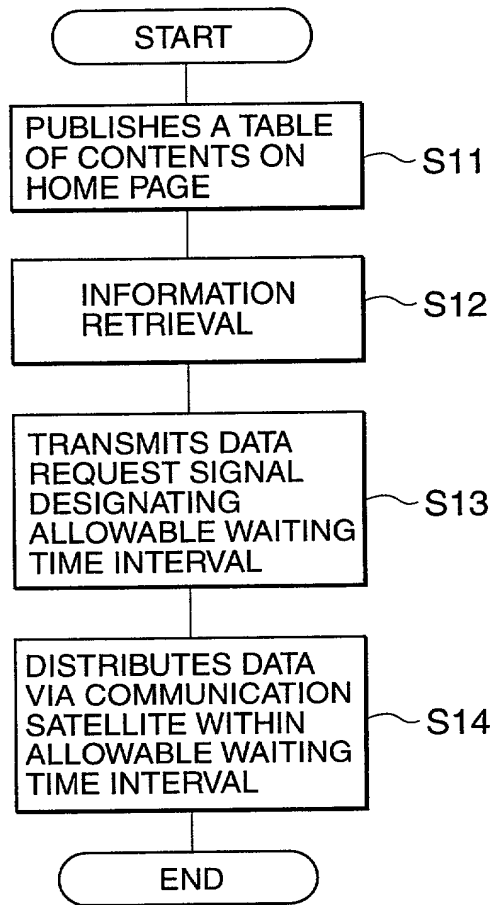 START
PUBLISHES A TABLE
OF CONTENTS ON
HOME PAGE
S11
INFORMATION
RETRIEVAL
S12
TRANSMITS DATA
REQUEST SIGNAL
DESIGNATING
ALLOWABLE WAITING
TIME INTERVAL
S13
DISTRIBUTES DATA
VIA COMMUNICATION
SATELLITE WITHIN
ALLOWABLE WAITING
TIME INTERVAL
S14
END